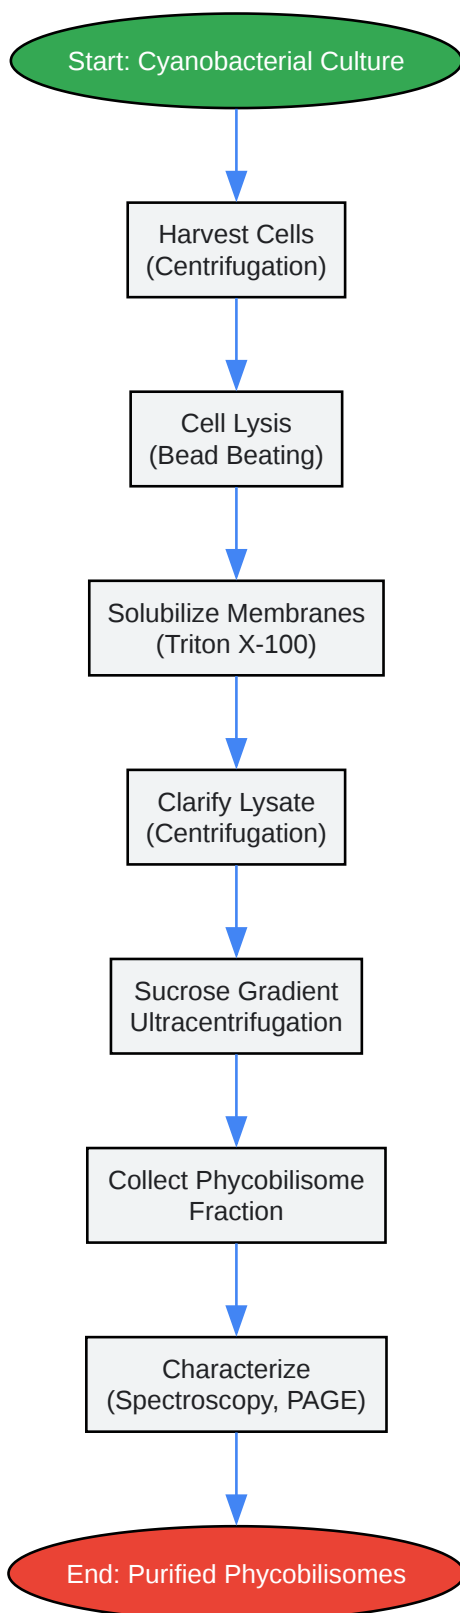 Start: Cyanobacterial Culture
Harvest Cells
(Centrifugation)
Cell Lysis
(Bead Beating)
Solubilize Membranes
(Triton X-100)
Clarify Lysate
(Centrifugation)
Sucrose Gradient
Ultracentrifugation
Collect Phycobilisome
Fraction
Characterize
(Spectroscopy, PAGE)
End: Purified Phycobilisomes